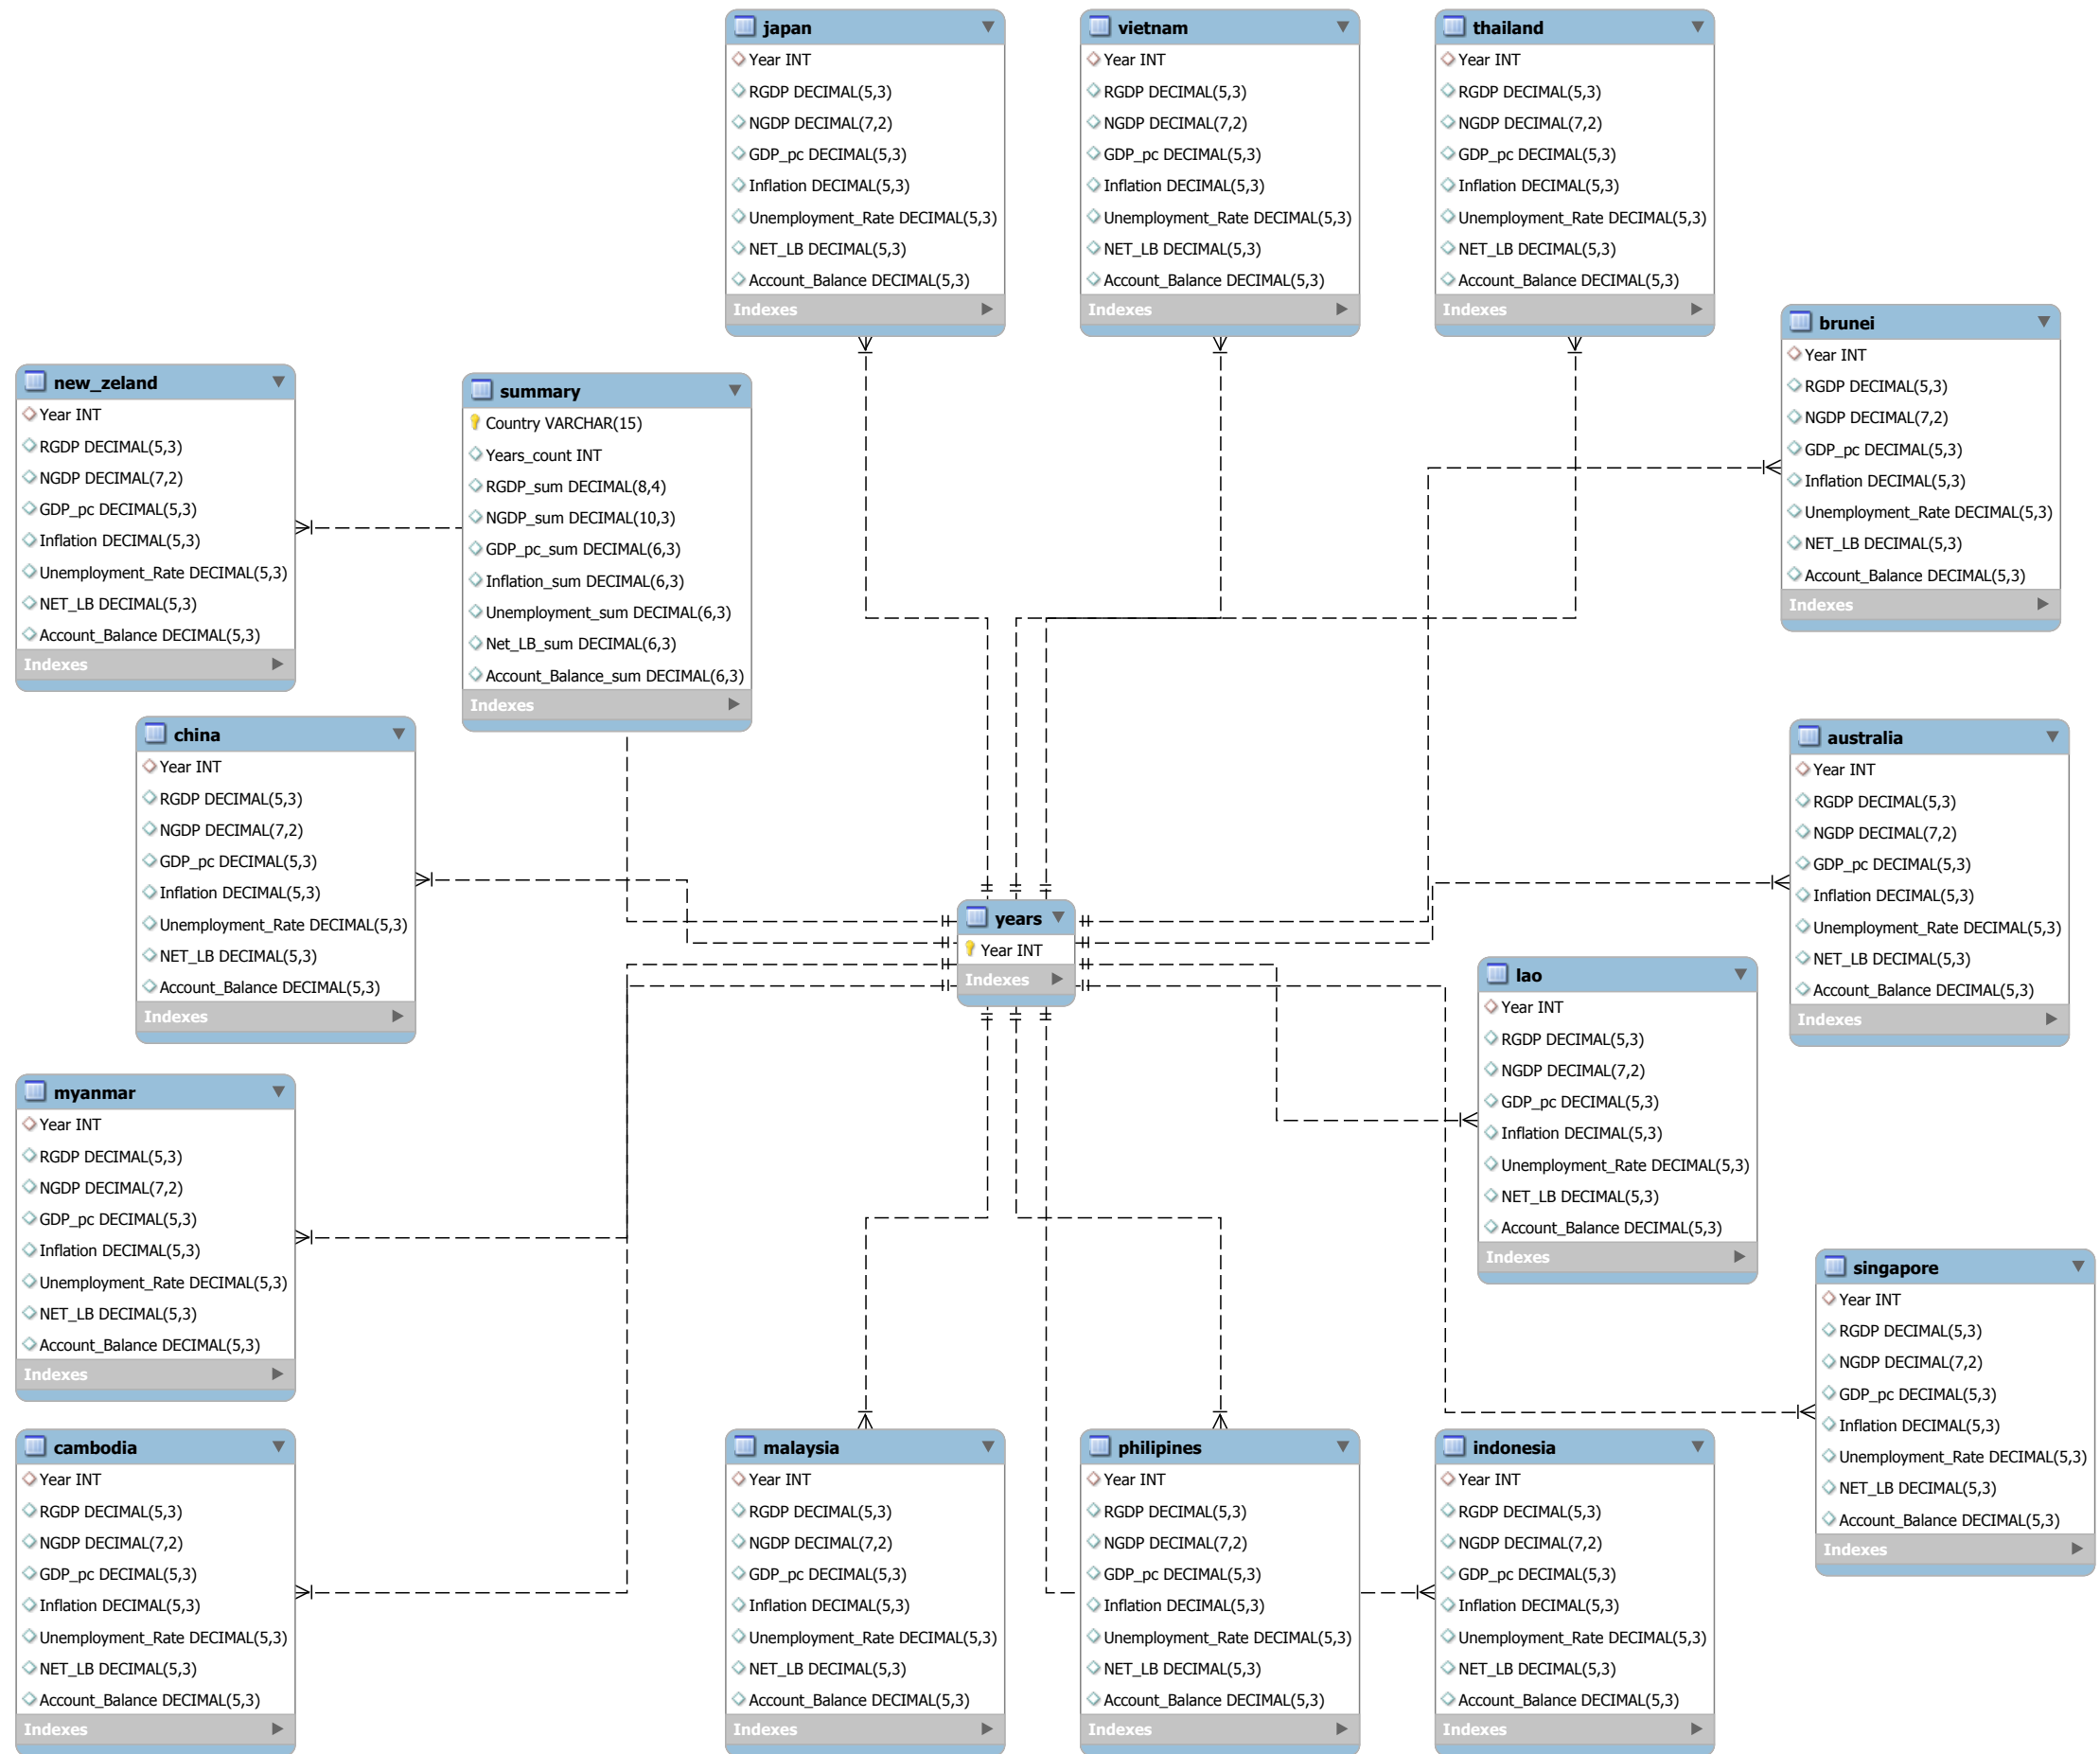 japan
Year INT
RGDP DECIMAL(5,3)
NGDP DECIMAL(7,2)
GDP_pc DECIMAL(5,3)
Inflation DECIMAL(5,3)
Unemployment_Rate DECIMAL(5,3)
NET_LB DECIMAL(5,3)
Account_Balance DECIMAL(5,3)
Indexes
vietnam
Year INT
RGDP DECIMAL(5,3)
NGDP DECIMAL(7,2)
GDP_pc DECIMAL(5,3)
Inflation DECIMAL(5,3)
Unemployment_Rate DECIMAL(5,3)
NET_LB DECIMAL(5,3)
Account_Balance DECIMAL(5,3)
Indexes
thailand
Year INT
RGDP DECIMAL(5,3)
NGDP DECIMAL(7,2)
GDP_pc DECIMAL(5,3)
Inflation DECIMAL(5,3)
Unemployment_Rate DECIMAL(5,3)
NET_LB DECIMAL(5,3)
Account_Balance DECIMAL(5,3)
Indexes
brunei
Year INT
RGDP DECIMAL(5,3)
NGDP DECIMAL(7,2)
GDP_pc DECIMAL(5,3)
Inflation DECIMAL(5,3)
Unemployment_Rate DECIMAL(5,3)
NET_LB DECIMAL(5,3)
Account_Balance DECIMAL(5,3)
Indexes
new_zeland
Year INT
RGDP DECIMAL(5,3)
NGDP DECIMAL(7,2)
GDP_pc DECIMAL(5,3)
Inflation DECIMAL(5,3)
Unemployment_Rate DECIMAL(5,3)
NET_LB DECIMAL(5,3)
Account_Balance DECIMAL(5,3)
Indexes
summary
Country VARCHAR(15)
Years_count INT
RGDP_sum DECIMAL(8,4)
NGDP_sum DECIMAL(10,3)
GDP_pc_sum DECIMAL(6,3)
Inflation_sum DECIMAL(6,3)
Unemployment_sum DECIMAL(6,3)
Net_LB_sum DECIMAL(6,3)
Account_Balance_sum DECIMAL(6,3)
Indexes
china
Year INT
RGDP DECIMAL(5,3)
NGDP DECIMAL(7,2)
GDP_pc DECIMAL(5,3)
Inflation DECIMAL(5,3)
Unemployment_Rate DECIMAL(5,3)
NET_LB DECIMAL(5,3)
Account_Balance DECIMAL(5,3)
Indexes
australia
Year INT
RGDP DECIMAL(5,3)
NGDP DECIMAL(7,2)
GDP_pc DECIMAL(5,3)
Inflation DECIMAL(5,3)
Unemployment_Rate DECIMAL(5,3)
NET_LB DECIMAL(5,3)
Account_Balance DECIMAL(5,3)
Indexes
years
Year INT
Indexes
lao
Year INT
RGDP DECIMAL(5,3)
NGDP DECIMAL(7,2)
GDP_pc DECIMAL(5,3)
Inflation DECIMAL(5,3)
Unemployment_Rate DECIMAL(5,3)
NET_LB DECIMAL(5,3)
Account_Balance DECIMAL(5,3)
Indexes
myanmar
Year INT
RGDP DECIMAL(5,3)
NGDP DECIMAL(7,2)
GDP_pc DECIMAL(5,3)
Inflation DECIMAL(5,3)
Unemployment_Rate DECIMAL(5,3)
NET_LB DECIMAL(5,3)
Account_Balance DECIMAL(5,3)
Indexes
singapore
Year INT
RGDP DECIMAL(5,3)
NGDP DECIMAL(7,2)
GDP_pc DECIMAL(5,3)
Inflation DECIMAL(5,3)
Unemployment_Rate DECIMAL(5,3)
NET_LB DECIMAL(5,3)
Account_Balance DECIMAL(5,3)
Indexes
cambodia
Year INT
RGDP DECIMAL(5,3)
NGDP DECIMAL(7,2)
GDP_pc DECIMAL(5,3)
Inflation DECIMAL(5,3)
Unemployment_Rate DECIMAL(5,3)
NET_LB DECIMAL(5,3)
Account_Balance DECIMAL(5,3)
Indexes
malaysia
Year INT
RGDP DECIMAL(5,3)
NGDP DECIMAL(7,2)
GDP_pc DECIMAL(5,3)
Inflation DECIMAL(5,3)
Unemployment_Rate DECIMAL(5,3)
NET_LB DECIMAL(5,3)
Account_Balance DECIMAL(5,3)
Indexes
philipines
Year INT
RGDP DECIMAL(5,3)
NGDP DECIMAL(7,2)
GDP_pc DECIMAL(5,3)
Inflation DECIMAL(5,3)
Unemployment_Rate DECIMAL(5,3)
NET_LB DECIMAL(5,3)
Account_Balance DECIMAL(5,3)
Indexes
indonesia
Year INT
RGDP DECIMAL(5,3)
NGDP DECIMAL(7,2)
GDP_pc DECIMAL(5,3)
Inflation DECIMAL(5,3)
Unemployment_Rate DECIMAL(5,3)
NET_LB DECIMAL(5,3)
Account_Balance DECIMAL(5,3)
Indexes